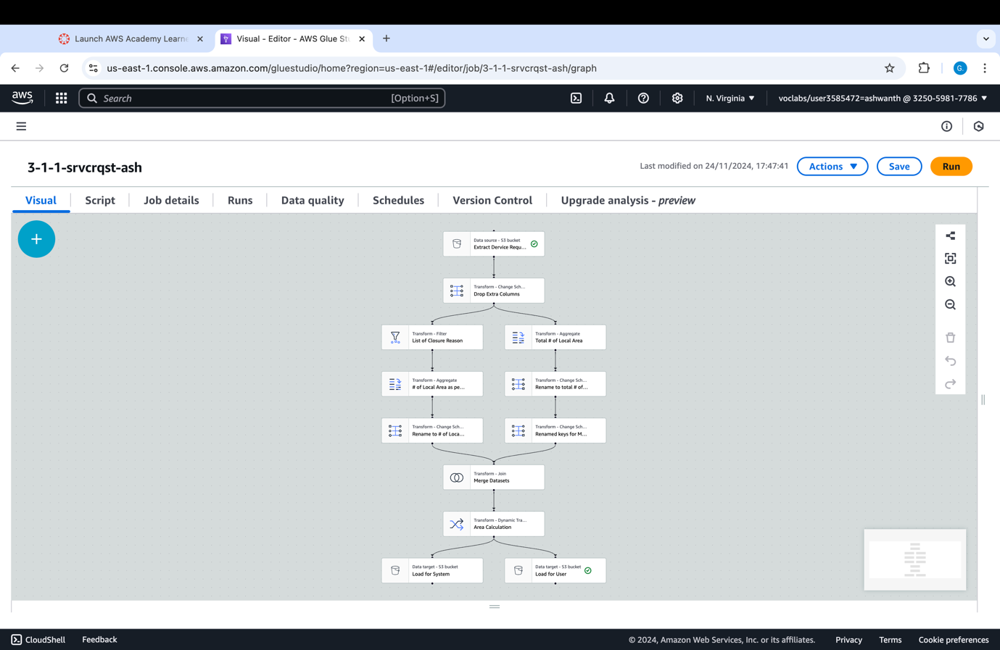 Launch AWS Academy Learne
Visual - Editor - AWS Glue Stu
us-east-1.console.aws.amazon.com/gluestudio/home?region=us-east-1#/editor/job/3-1-1-srvcrqst-ash/graph
G.
aws
Search
[Option+S]
N. Virginia
voclabs/user3585472=ashwanth @ 3250-5981-7786
3-1-1-srvcrqst-ash
Last modified on 24/11/2024, 17:47:41
Actions
Save
Run
Visual
Script
Job details
Runs
Data quality
Schedules
Version Control
Upgrade analysis - preview
Data source - S3 bucket
Extract Dervice Requ...
Transform - Change Sch...
Drop Extra Columns
Transform - Filter
List of Closure Reason
Transform - Aggregate
Total # of Local Area
Transform - Aggregate
# of Local Area as pe...
Transform - Change Sch...
Rename to total # of...
Transform - Change Sch...
Rename to # of Loca...
Transform - Change Sch...
Renamed keys for M...
Transform - Join
Merge Datasets
Transform - Dynamic Tra...
Area Calculation
Data target - S3 bucket
Load for System
Data target - S3 bucket
Load for User
CloudShell
Feedback
© 2024, Amazon Web Services, Inc. or its affiliates.
Privacy
Terms
Cookie preferences